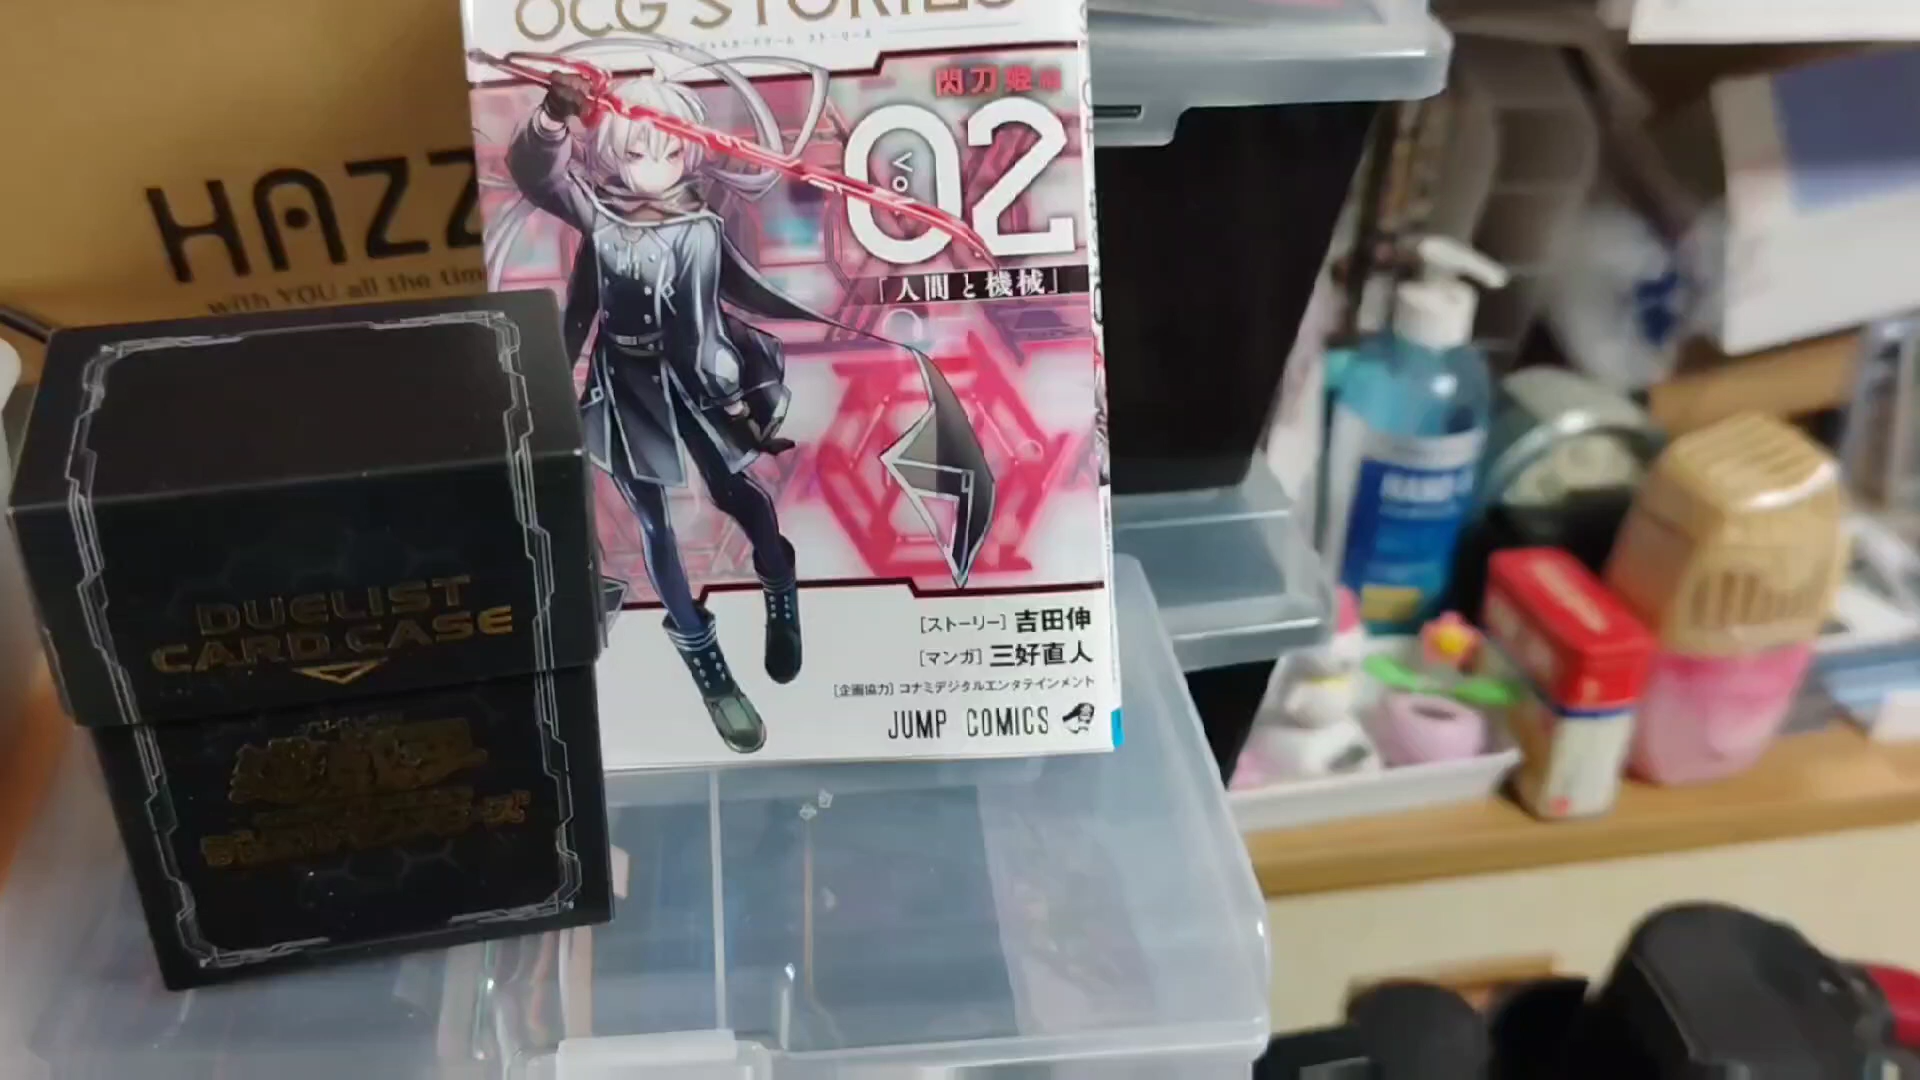 OCG STORIES
閃刀姫編
Vol
02
「人間と機械」
[ストーリー] 吉田伸
[マンガ] 三好直人
[企画協力] コナミデジタルエンタテインメント
JUMP COMICS
HAZZ
with YOU all the time
DUELIST
CARD CASE
HAND